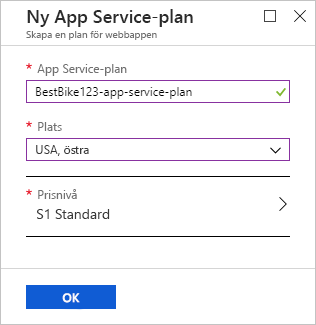 Ny App Service-plan
Skapa en plan för webbappen
* App Service-plan
BestBike123-app-service-plan
* Plats
USA, östra
* Prisnivå
S1 Standard
OK